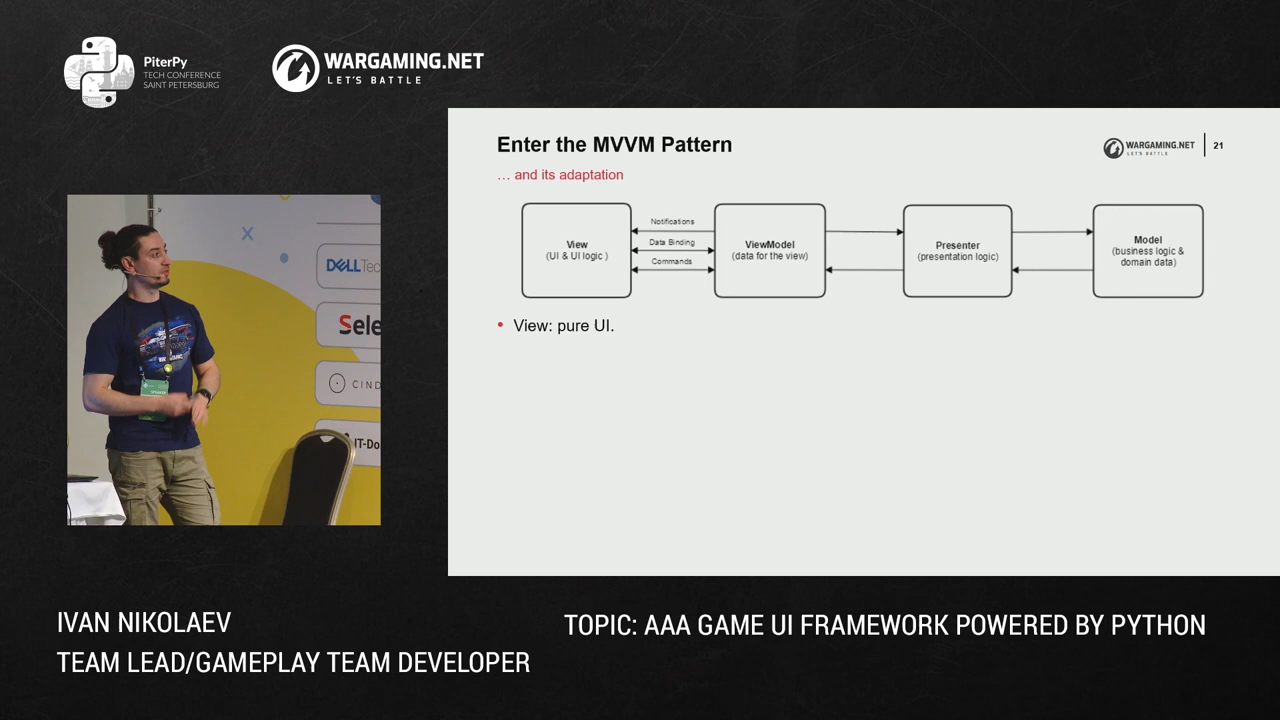 PiterPy
TECH CONFERENCE
SAINT PETERSBURG
WARGAMING.NET
LET'S BATTLE
Enter the MVVM Pattern
… and its adaptation
WARGAMING.NET
LET'S BATTLE
21
View
(UI & UI logic )
Notifications
Data Binding
Commands
ViewModel
(data for the view)
Presenter
(presentation logic)
Model
(business logic &
domain data)
• View: pure UI.
DELL
IVAN NIKOLAEV
TEAM LEAD/GAMEPLAY TEAM DEVELOPER
TOPIC: AAA GAME UI FRAMEWORK POWERED BY PYTHON